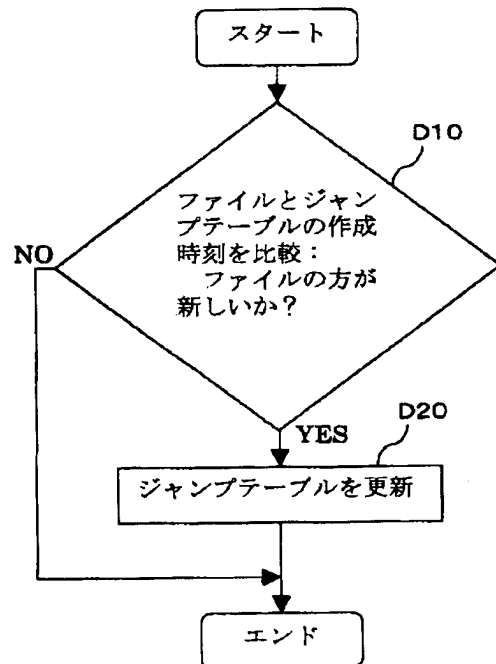 スタート
D10
ファイルとジャン
プテーブルの作成
時刻を比較：
ファイルの方が
新しいか？
NO
YES
D20
ジャンプテーブルを更新
エンド